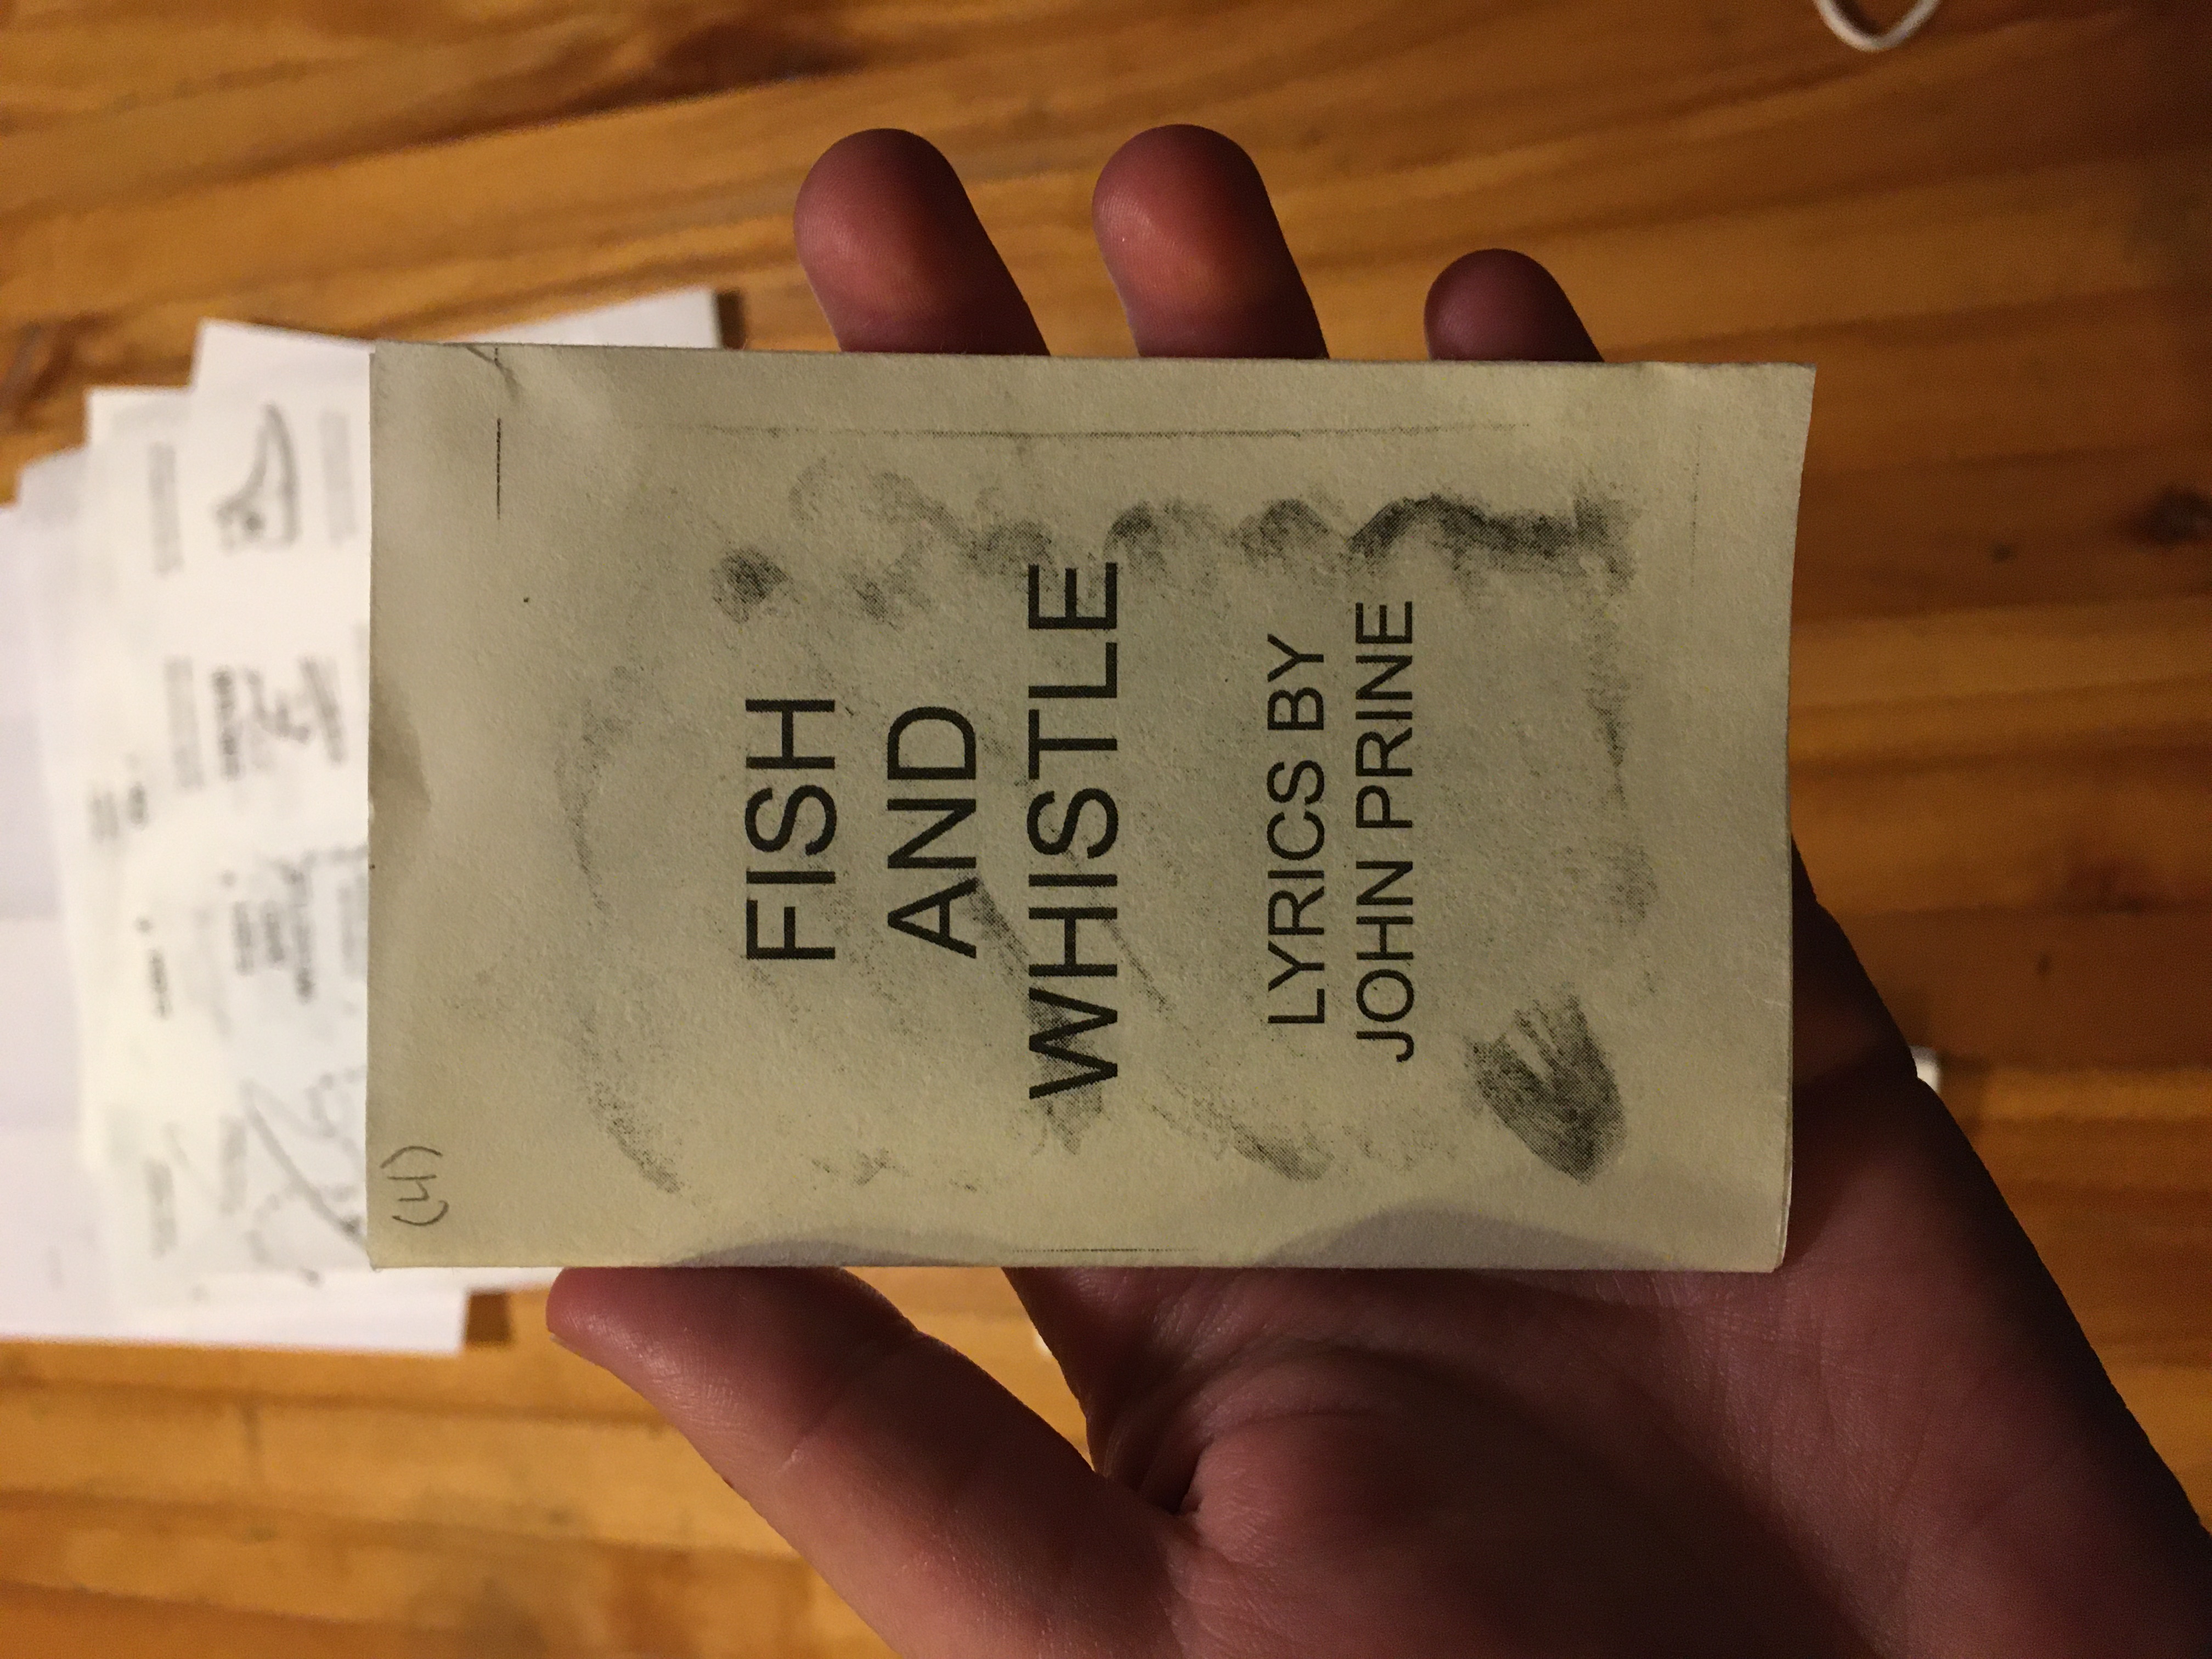 (4)
FISH
AND
WHISTLE
LYRICS BY
JOHN PRINE